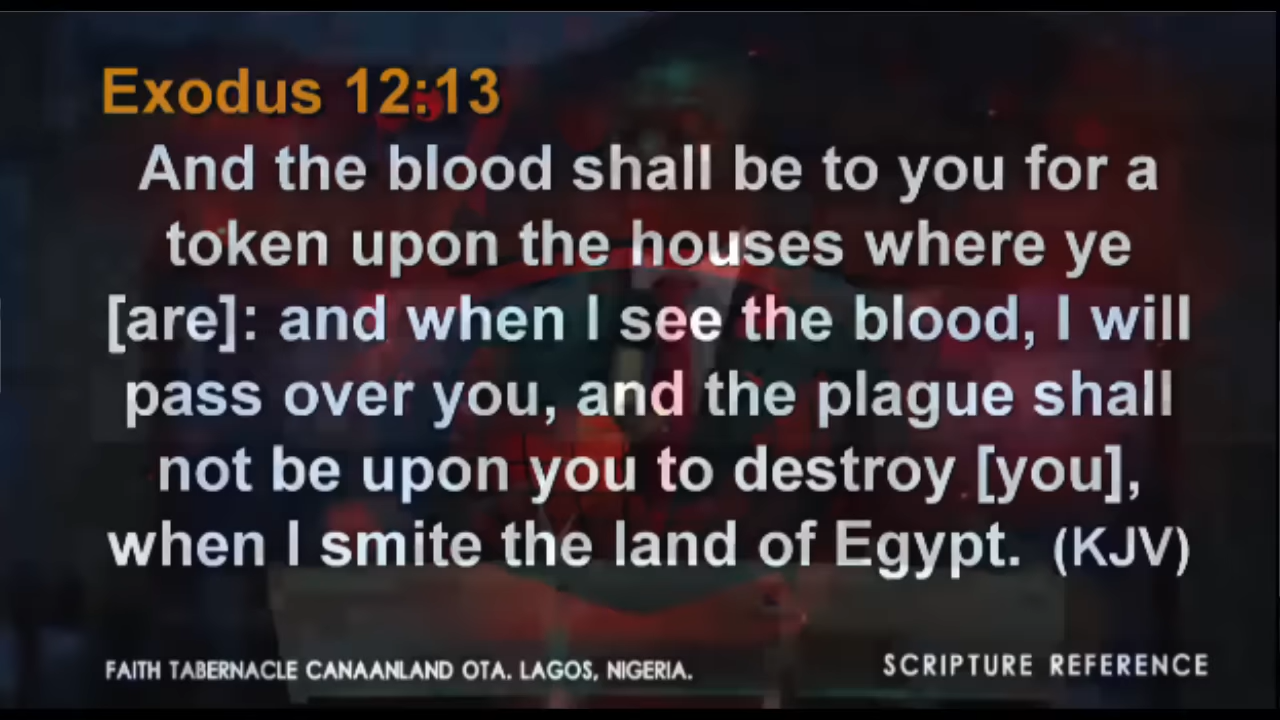 Exodus 12:13
And the blood shall be to you for a
token upon the houses where ye
[are]: and when I see the blood, I will
pass over you, and the plague shall
not be upon you to destroy [you],
when I smite the land of Egypt. (KJV)
FAITH TABERNACLE CANAANLAND OTA. LAGOS, NIGERIA.
SCRIPTURE REFERENCE